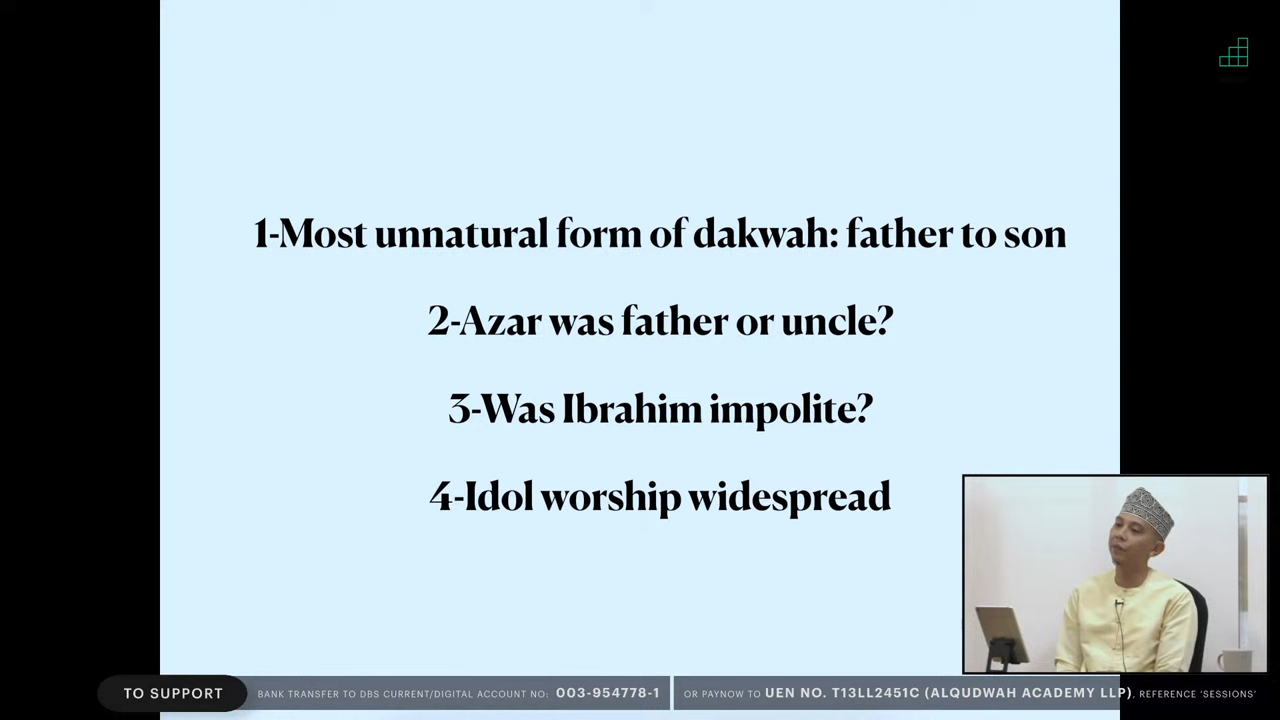 1-Most unnatural form of dakwah: father to son
2-Azar was father or uncle?
3-Was Ibrahim impolite?
4-Idol worship widespread
TO SUPPORT
BANK TRANSFER TO DBS CURRENT/DIGITAL ACCOUNT NO: 003-954778-1
OR PAYNOW TO UEN NO. T13LL2451C (ALQUDWAH ACADEMY LLP), REFERENCE 'SESSIONS'